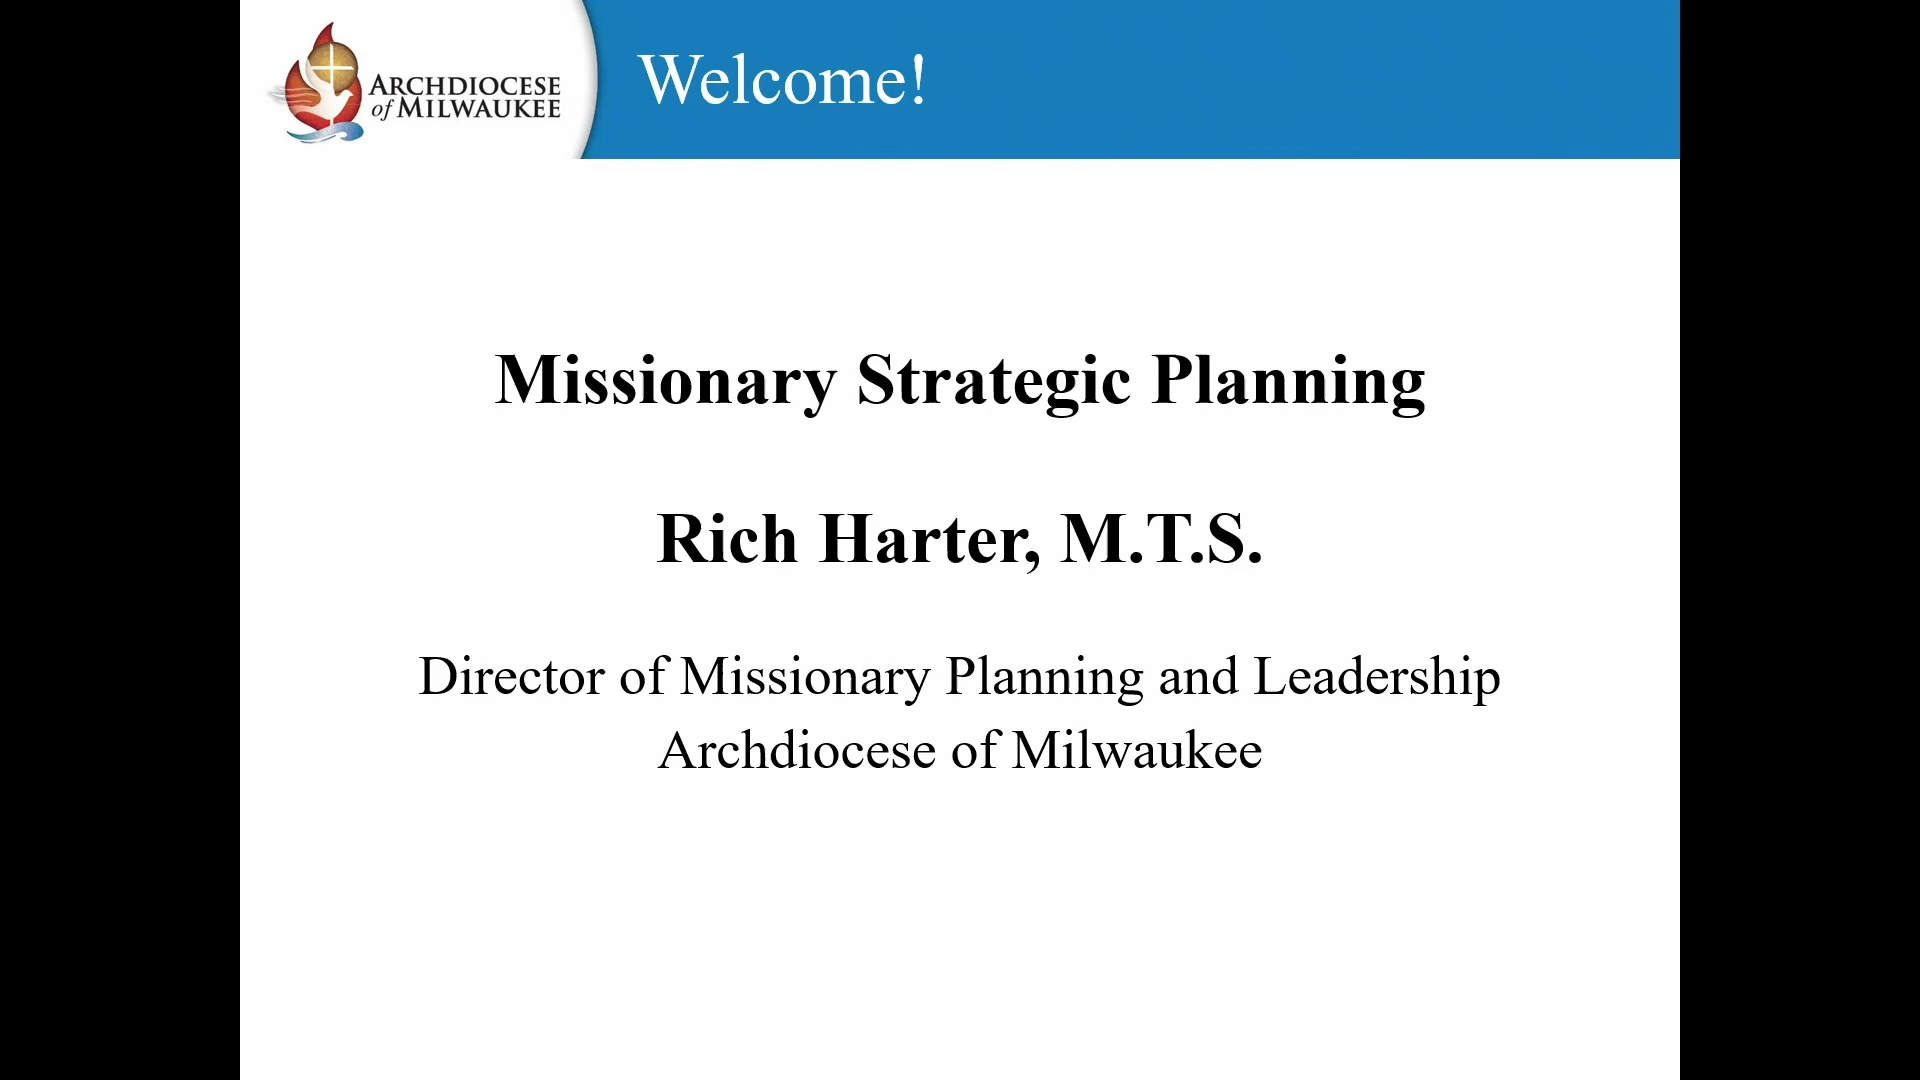 ARCHDIOCESE
of MILWAUKEE
Welcome!
Missionary Strategic Planning
Rich Harter, M.T.S.
Director of Missionary Planning and Leadership
Archdiocese of Milwaukee